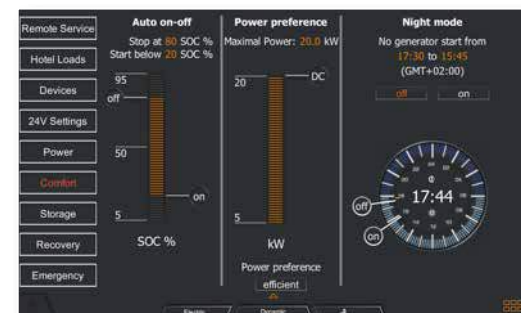 Remote Service
Hotel Loads
Devices
24V Settings
Power
Comfort
Storage
Recovery
Emergency
Auto on-off
Stop at 80 SOC %
Start below 20 SOC %
95
off
50
on
5
SOC %
Power preference
Maximal Power: 20.0 kW
20
DC
5
kW
Power preference
efficient
Night mode
No generator start from
17:30 to 15:45
(GMT+02:00)
off
on
17:44
off
on
Electric
Dynamic